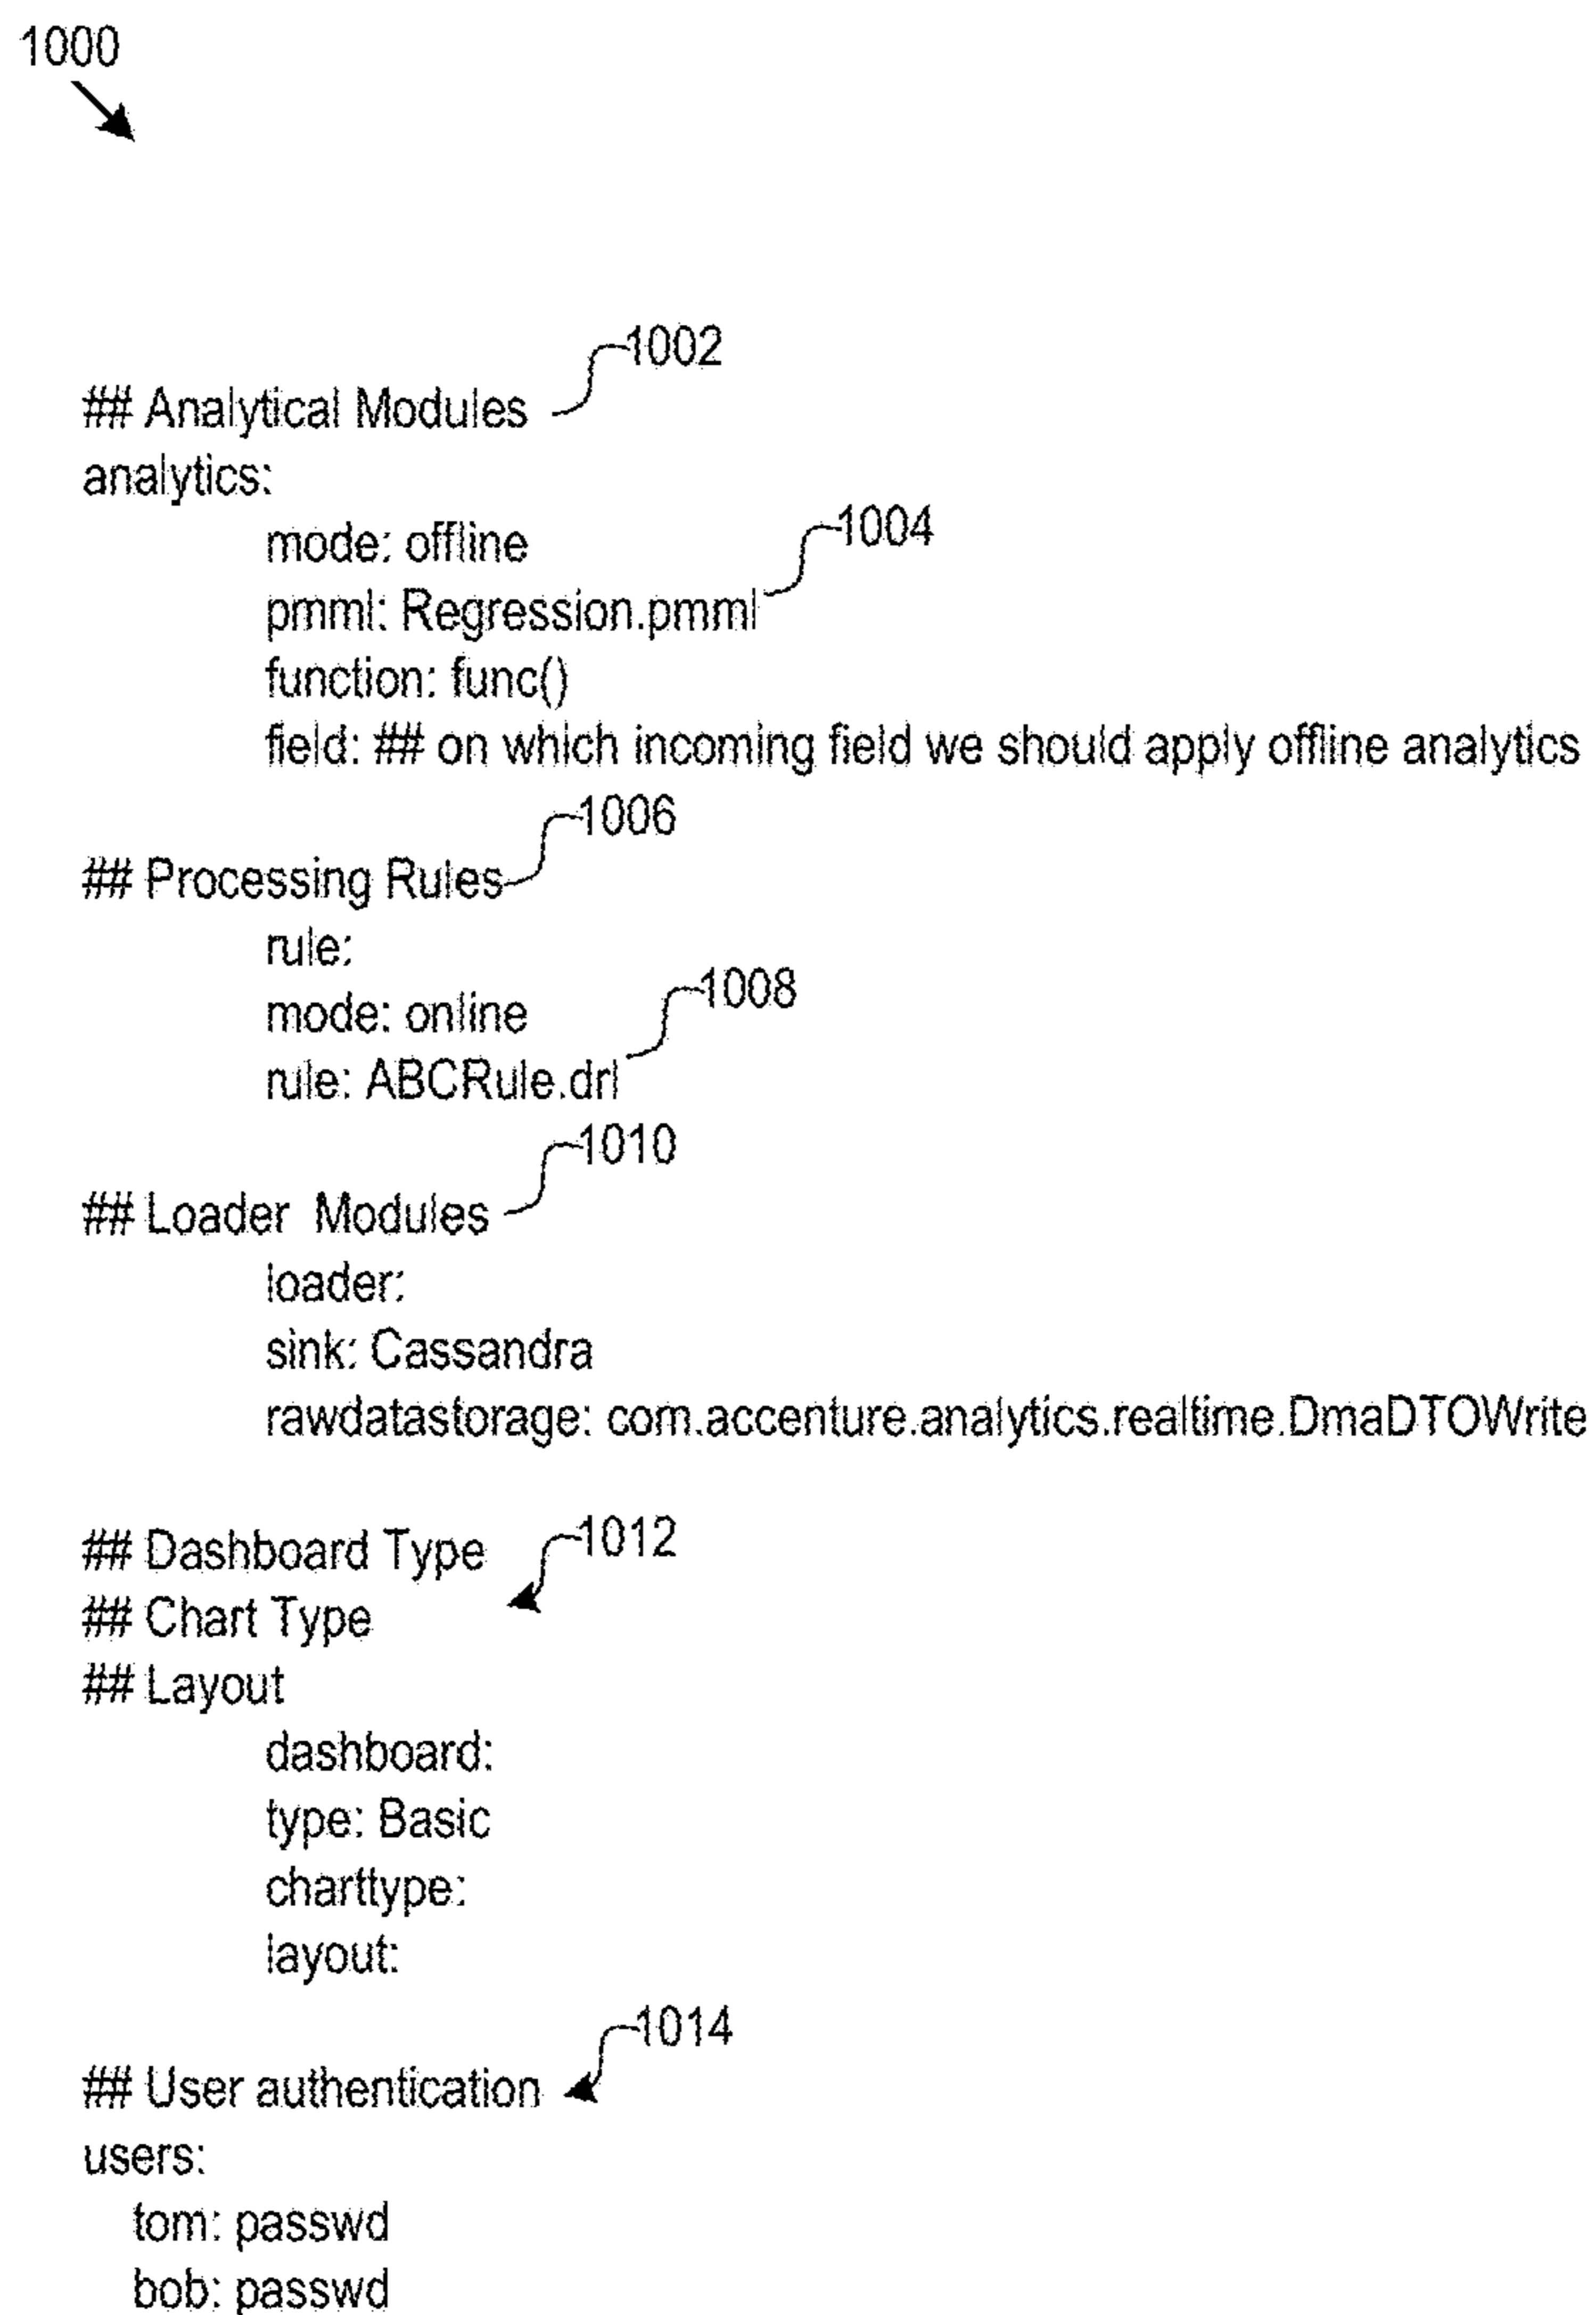 1000
1002
## Analytical Modules
analytics:
mode: offline
1004
pmml: Regression.pmml
function: func()
field: ## on which incoming field we should apply offline analytics
1006
## Processing Rules
rule:
mode: online
1008
rule: ABCRule.drl
1010
## Loader Modules
loader:
sink: Cassandra
rawdatastorage: com.accenture.analytics.realtime.DmaDTOWrite
## Dashboard Type
1012
## Chart Type
## Layout
dashboard:
type: Basic
charttype:
layout:
1014
## User authentication
users:
tom: passwd
bob: passwd